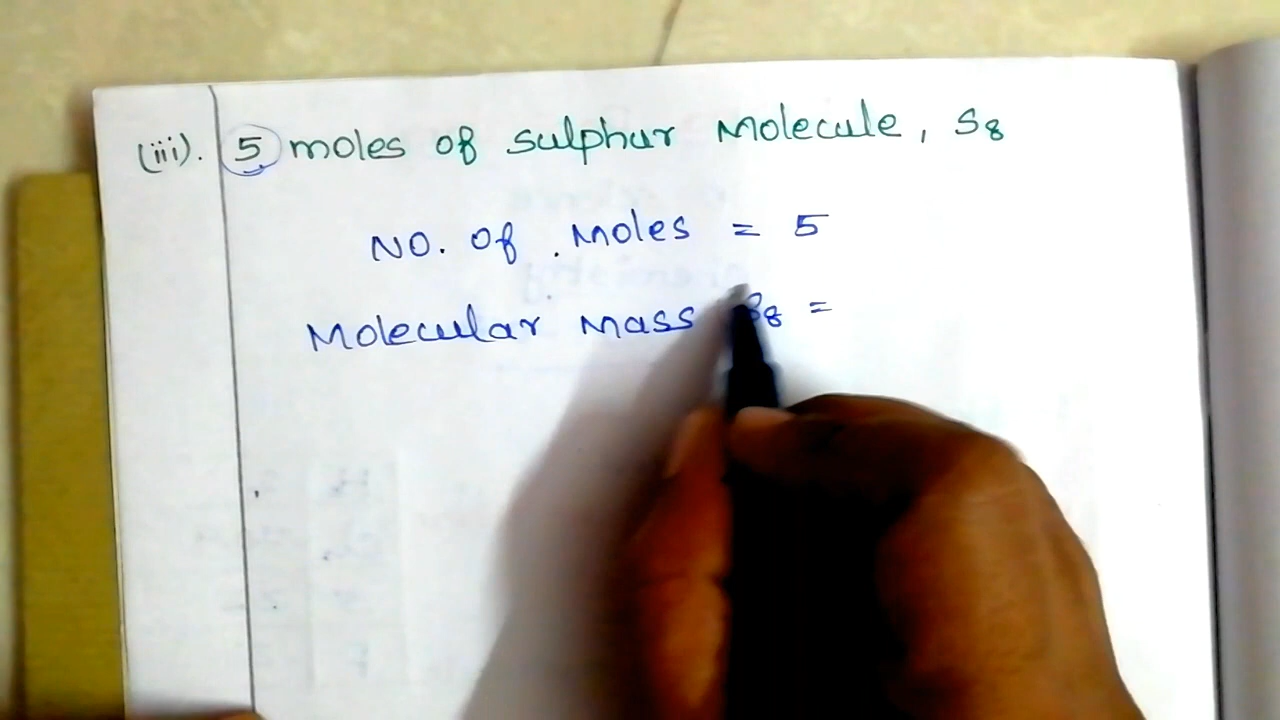 (iii). 5 moles of sulphur Molecule, S8
NO. Of Moles = 5
Molecular Mass S8 =